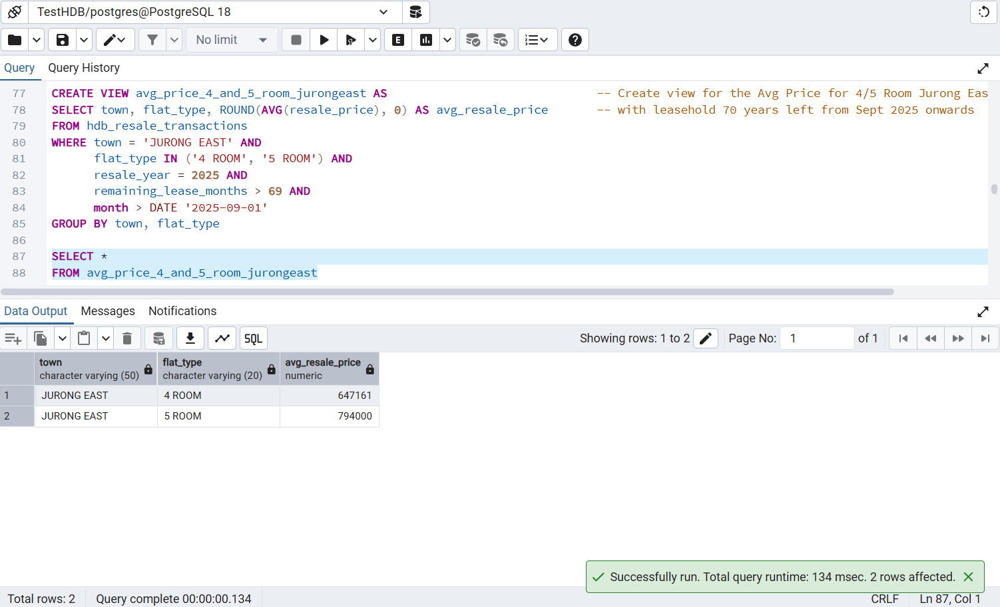 TestHDB/postgres@PostgreSQL 18
No limit
E
Query Query History
77 CREATE VIEW avg_price_4_and_5_room_jurongeast AS -- Create view for the Avg Price for 4/5 Room Jurong Eas
78 SELECT town, flat_type, ROUND(AVG(resale_price), 0) AS avg_resale_price -- with leasehold 70 years left from Sept 2025 onwards
79 FROM hdb_resale_transactions
80 WHERE town = 'JURONG EAST' AND
81 flat_type IN ('4 ROOM', '5 ROOM') AND
82 resale_year = 2025 AND
83 remaining_lease_months > 69 AND
84 month > DATE '2025-09-01'
85 GROUP BY town, flat_type
86
87 SELECT *
88 FROM avg_price_4_and_5_room_jurongeast
Data Output Messages Notifications
SQL Showing rows: 1 to 2 Page No: 1 of 1
town flat_type avg_resale_price
character varying (50) character varying (20) numeric
1 JURONG EAST 4 ROOM 647161
2 JURONG EAST 5 ROOM 794000
Successfully run. Total query runtime: 134 msec. 2 rows affected.
Total rows: 2 Query complete 00:00:00.134 CRLF Ln 87, Col 1